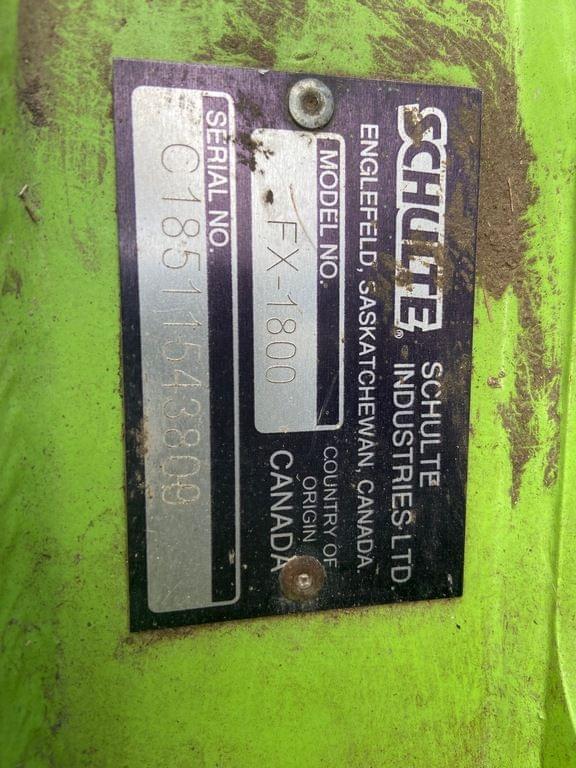 SCHULTE®
SCHULTE
INDUSTRIES LTD.
ENGLEFELD, SASKATCHEWAN, CANADA
MODEL NO.
FX-1800
COUNTRY OF
ORIGIN
CANADA
SERIAL NO.
C18511543809